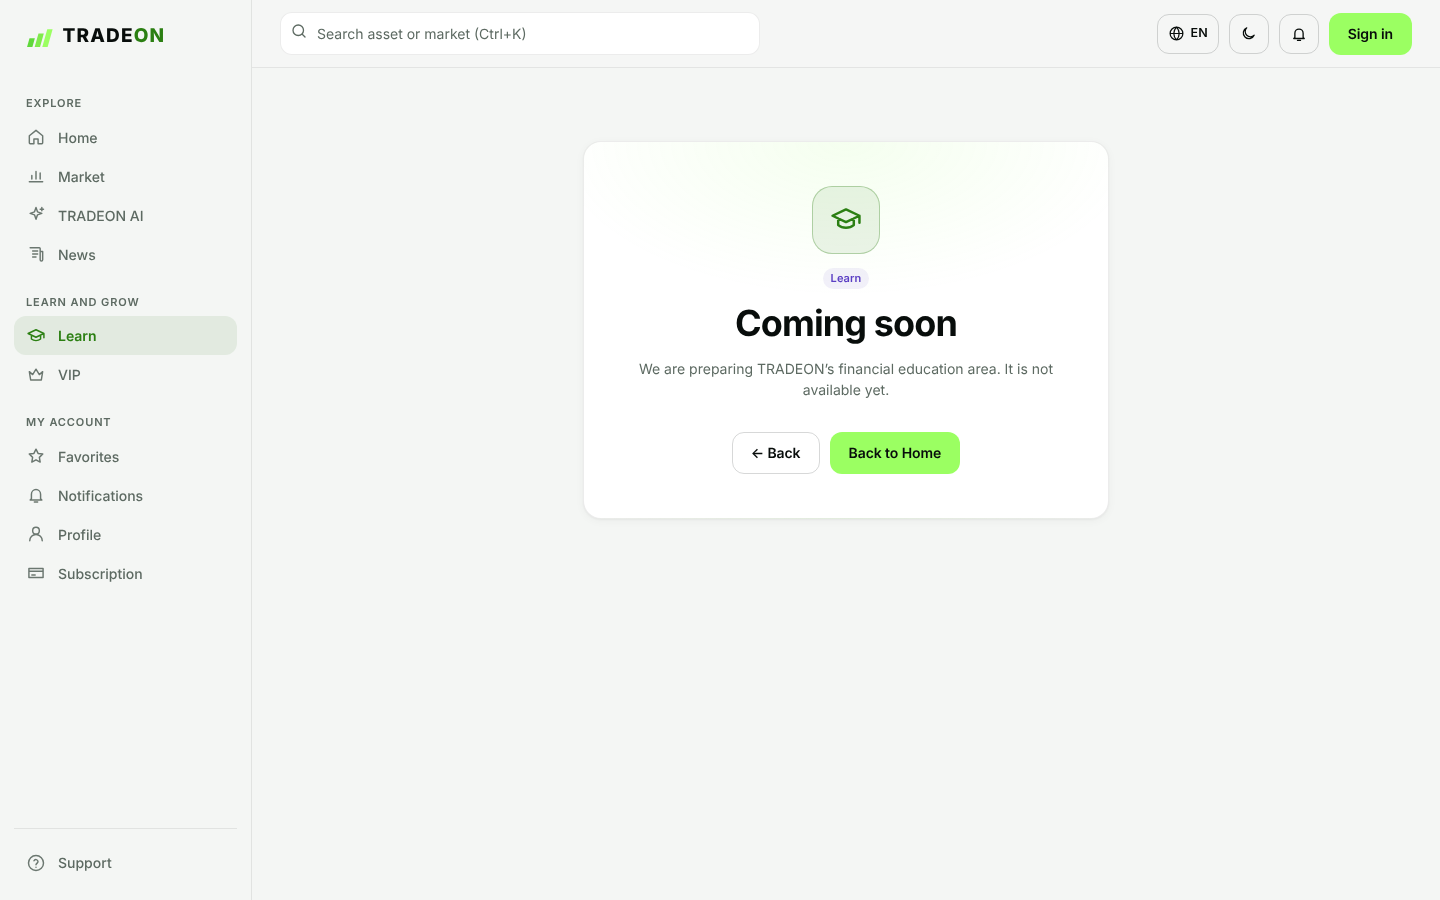 TRADEON
Search asset or market (Ctrl+K)
EN
Sign in
EXPLORE
Home
Market
TRADEON AI
News
LEARN AND GROW
Learn
VIP
MY ACCOUNT
Favorites
Notifications
Profile
Subscription
Support
Learn
Coming soon
We are preparing TRADEON’s financial education area. It is not
available yet.
← Back
Back to Home